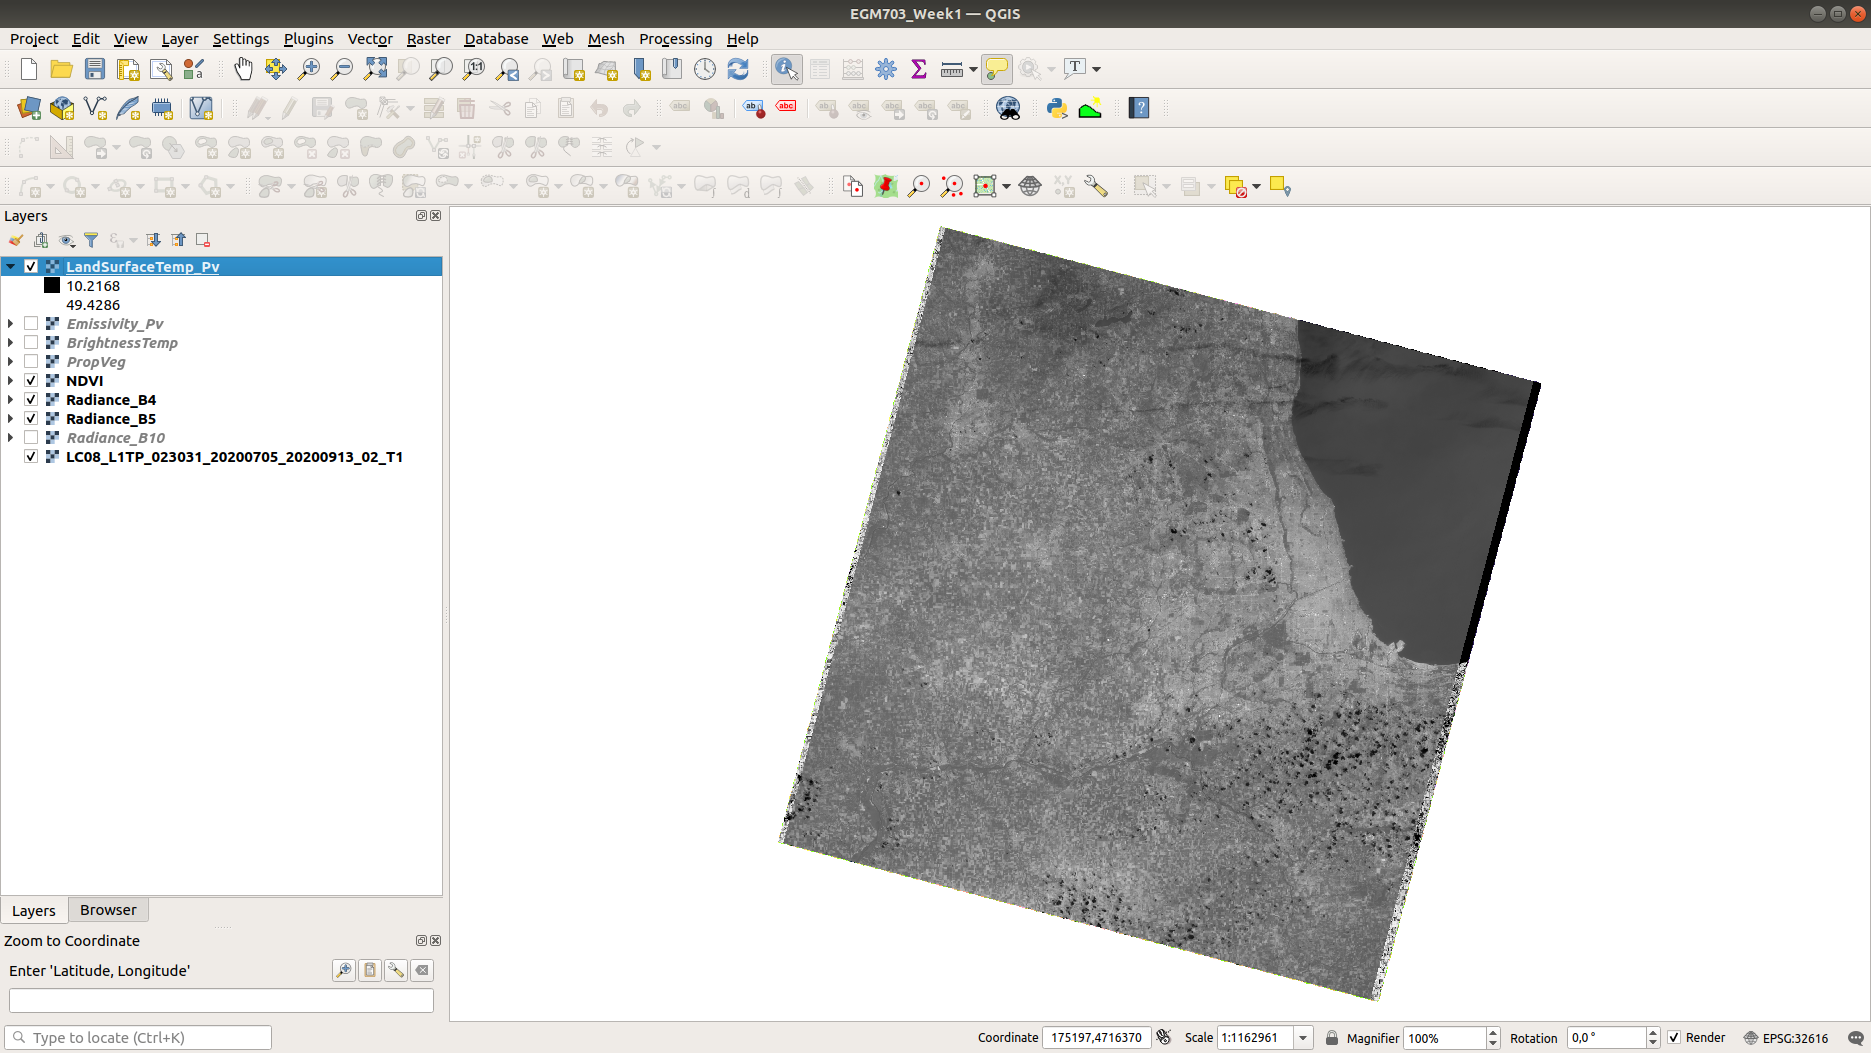 EGM703_Week1 — QGIS
Project Edit View Layer Settings Plugins Vector Raster Database Web Mesh Processing Help
Layers
LandSurfaceTemp_Pv
10.2168
49.4286
Emissivity_Pv
BrightnessTemp
PropVeg
NDVI
Radiance_B4
Radiance_B5
Radiance_B10
LC08_L1TP_023031_20200705_20200913_02_T1
Layers Browser
Zoom to Coordinate
Enter 'Latitude, Longitude'
Type to locate (Ctrl+K) Coordinate 175197,4716370 Scale 1:1162961 Magnifier 100% Rotation 0,0 ° Render EPSG:32616